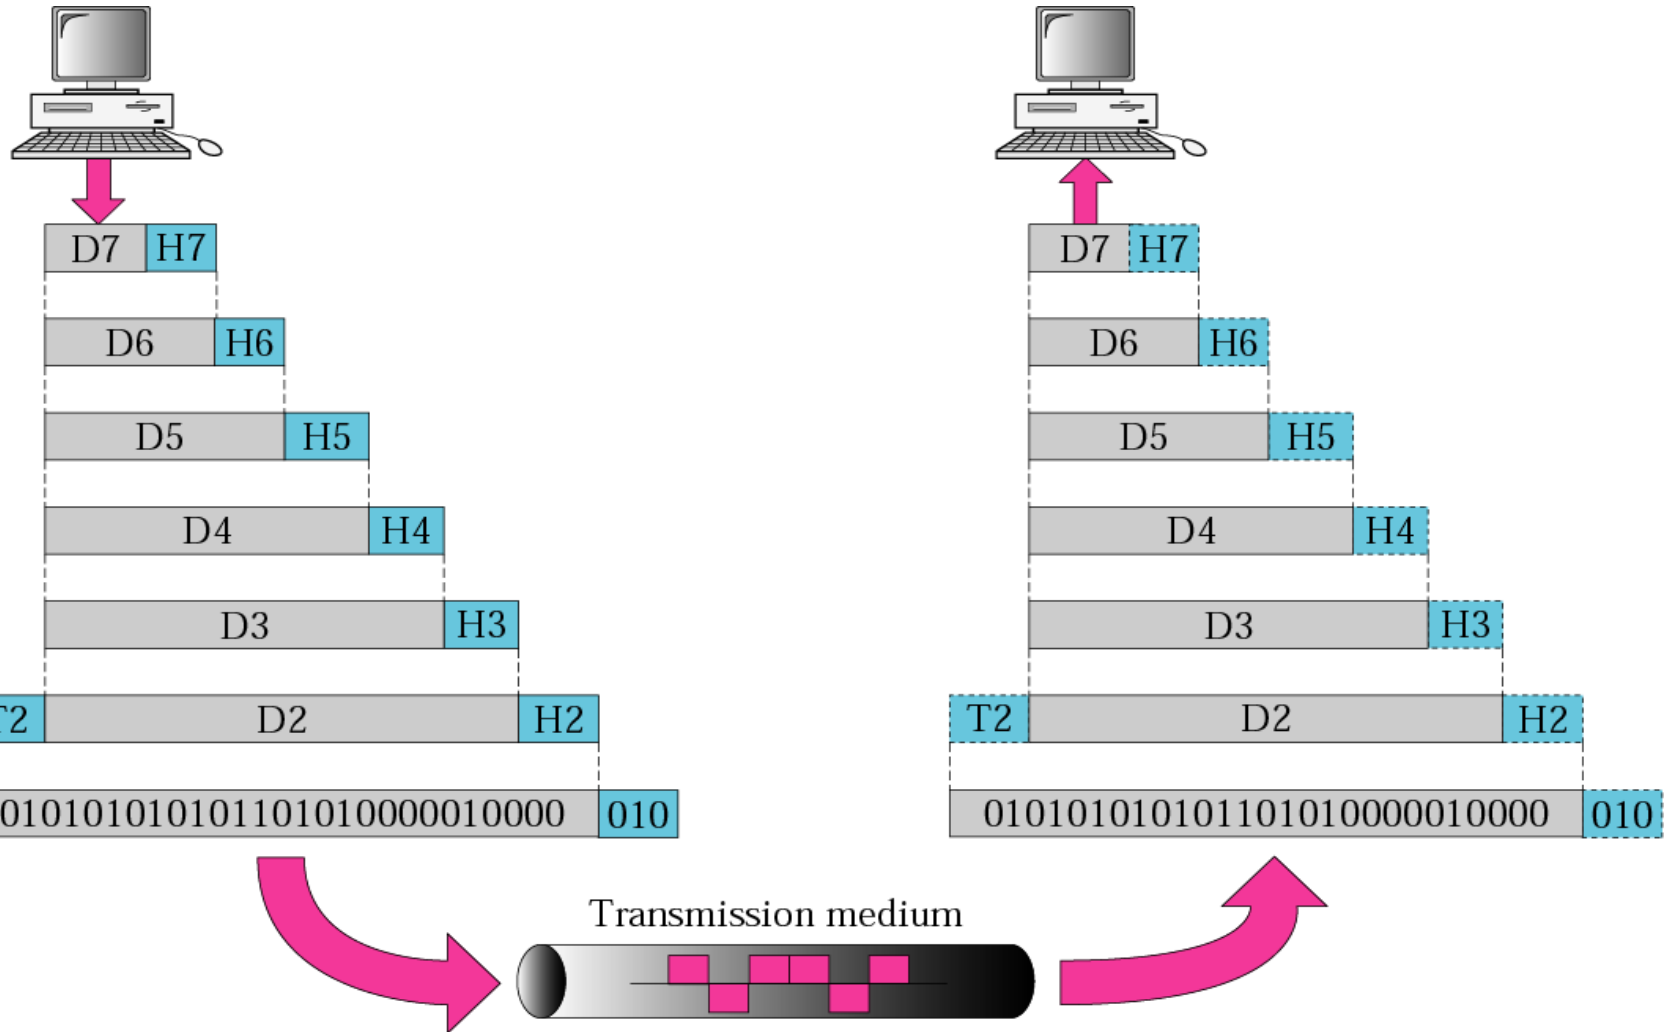 D7 H7
D7 H7
D6 H6
D6 H6
D5 H5
D5 H5
D4 H4
D4 H4
D3 H3
D3 H3
T2 D2 H2
T2 D2 H2
010101010101101010000010000 010
010101010101101010000010000 010
Transmission medium